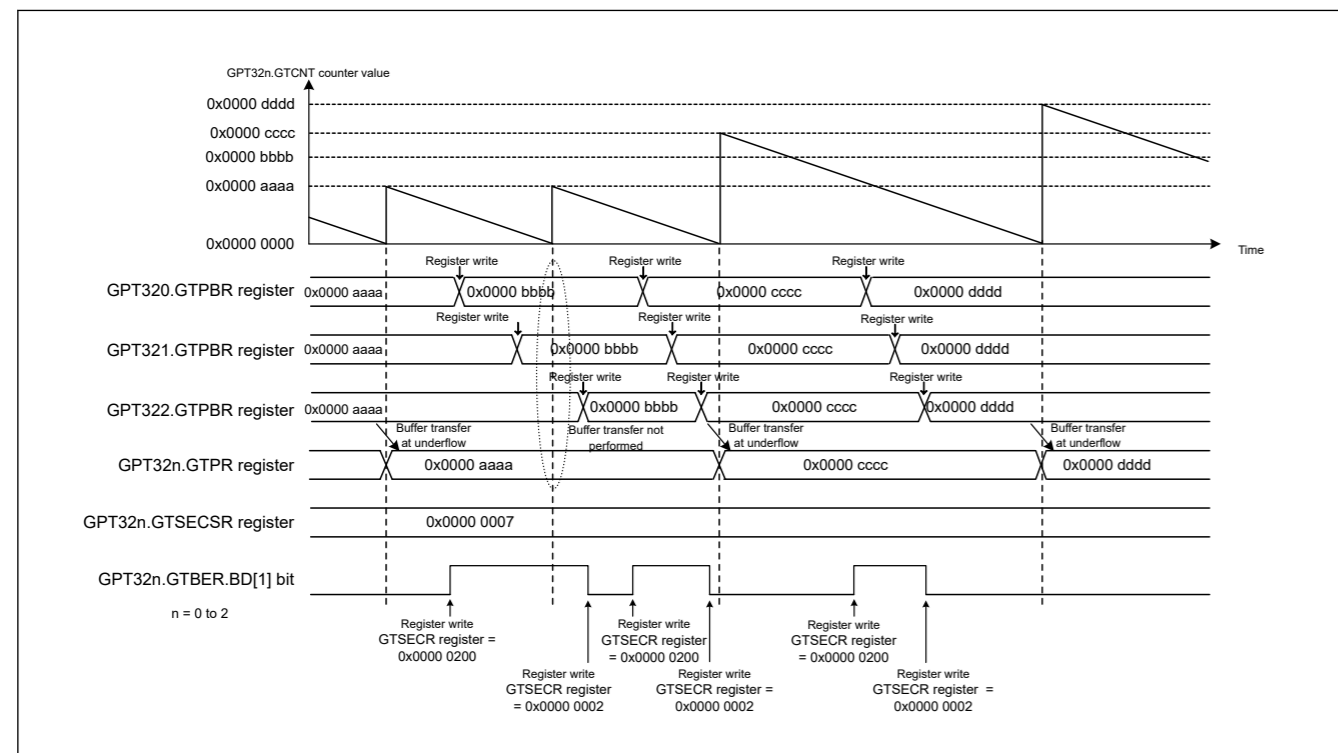 GPT32n.GTCNT counter value
0x0000 dddd
0x0000 cccc
0x0000 bbbb
0x0000 aaaa
0x0000 0000
Time
Register write
Register write
Register write
GPT320.GTPBR register
0x0000 aaaa
0x0000 bbbb
0x0000 cccc
0x0000 dddd
Register write
Register write
Register write
GPT321.GTPBR register
0x0000 aaaa
0x0000 bbbb
0x0000 cccc
0x0000 dddd
Register write
Register write
Register write
GPT322.GTPBR register
0x0000 aaaa
0x0000 bbbb
0x0000 cccc
0x0000 dddd
Buffer transfer
at underflow
Buffer transfer not
performed
Buffer transfer
at underflow
Buffer transfer
at underflow
GPT32n.GTPR register
0x0000 aaaa
0x0000 cccc
0x0000 dddd
GPT32n.GTSECSR register
0x0000 0007
GPT32n.GTBER.BD[1] bit
n = 0 to 2
Register write
GTSECR register =
0x0000 0200
Register write
GTSECR register
= 0x0000 0200
Register write
GTSECR register
= 0x0000 0200
Register write
GTSECR register
= 0x0000 0002
Register write
GTSECR register =
0x0000 0002
Register write
GTSECR register =
0x0000 0002